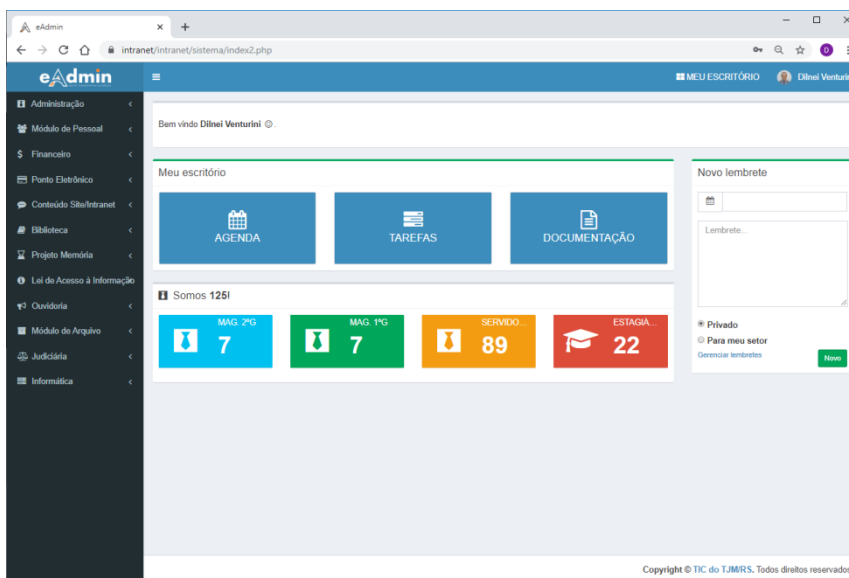 eAdmin
intranet/intranet/sistema/index2.php
D
eAdmin
MEU ESCRITÓRIO
Dilnei Venturi
Administração
Módulo de Pessoal
Financeiro
Ponto Eletrônico
Conteúdo Site/Intranet
Biblioteca
Projeto Memória
Lei de Acesso à Informação
Ouvidoria
Módulo de Arquivo
Judiciária
Informática
Bem vindo Dilnei Venturini ☺.
Meu escritório
AGENDA
TAREFAS
DOCUMENTAÇÃO
Somos 125!
MAG. 2ºG
7
MAG. 1ºG
7
SERVIDO...
89
ESTAGIÁ...
22
Novo lembrete
Lembrete...
Privado
Para meu setor
Gerenciar lembretes
Novo
Copyright © TIC do TJM/RS. Todos direitos reservados